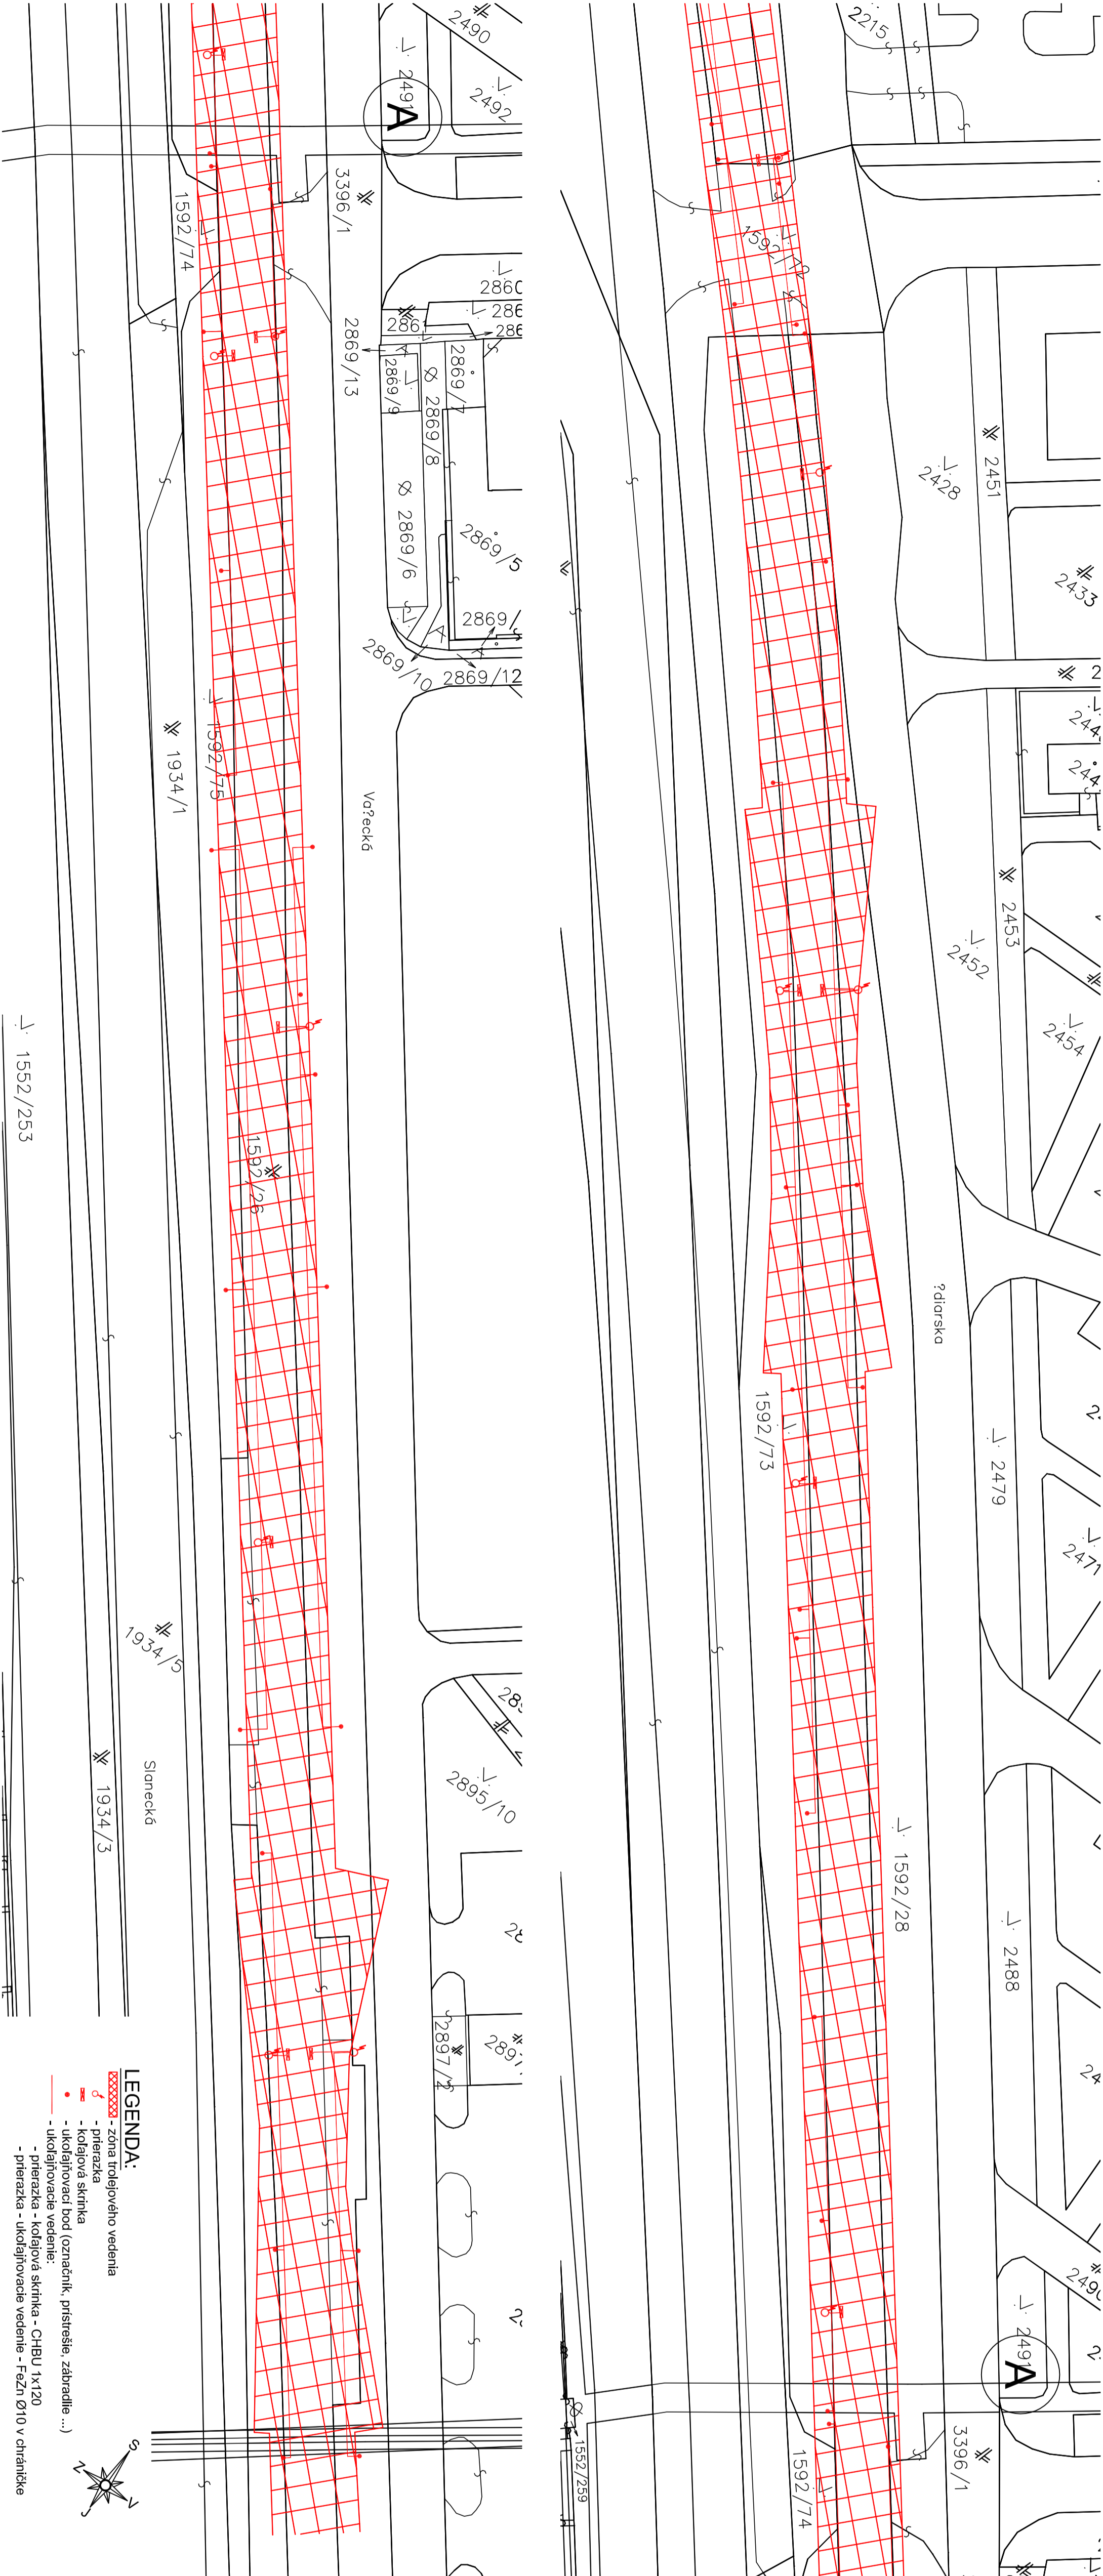 2490
2491
2492
A
3396/1
1592/74
2869/13
2869/9
2869/7
2869/8
2869/6
2869/5
2869/10
2869/12
1592/75
1934/1
Va?ecká
1552/253
1592/26
1934/5
1934/3
Slanecká
2895/10
2897/2
LEGENDA:
- zóna trolejového vedenia
- prierazka
- koľajová skrinka
- ukoľajňovací bod (označník, prístrešie, zábradlie ...)
- ukoľajňovacie vedenie:
- prierazka - koľajová skrinka - CHBU 1x120
- prierazka - ukoľajňovacie vedenie - FeZn Ø10 v chráničke
S
V
J
Z
2215
1592/72
2451
2428
2433
2453
2452
2454
?diarska
1592/73
2479
2471
1592/28
2488
2491
A
3396/1
1592/74
1552/259